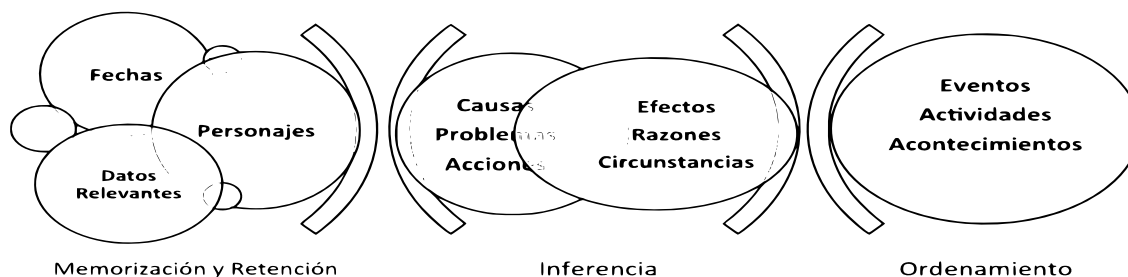 Fechas
Personajes
Datos
Relevantes
Causas
Problemas
Acciones
Efectos
Razones
Circunstancias
Eventos
Actividades
Acontecimientos
Memorización y Retención
Inferencia
Ordenamiento